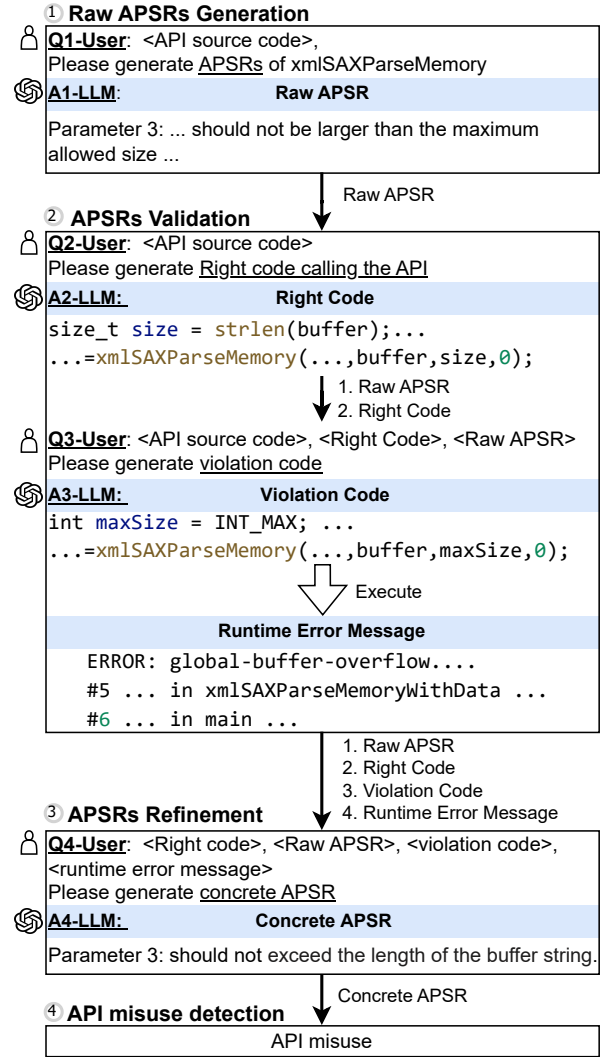 1 Raw APSRs Generation
Q1-User: <API source code>,
Please generate APSRs of xmlSAXParseMemory
A1-LLM: Raw APSR
Parameter 3: ... should not be larger than the maximum
allowed size ...
Raw APSR
2 APSRs Validation
Q2-User: <API source code>
Please generate Right code calling the API
A2-LLM: Right Code
size_t size = strlen(buffer);...
...=xmlSAXParseMemory(...,buffer,size,0);
1. Raw APSR
2. Right Code
Q3-User: <API source code>, <Right Code>, <Raw APSR>
Please generate violation code
A3-LLM: Violation Code
int maxSize = INT_MAX; ...
...=xmlSAXParseMemory(...,buffer,maxSize,0);
Execute
Runtime Error Message
ERROR: global-buffer-overflow....
#5 ... in xmlSAXParseMemoryWithData ...
#6 ... in main ...
1. Raw APSR
2. Right Code
3. Violation Code
4. Runtime Error Message
3 APSRs Refinement
Q4-User: <Right code>, <Raw APSR>, <violation code>,
<runtime error message>
Please generate concrete APSR
A4-LLM: Concrete APSR
Parameter 3: should not exceed the length of the buffer string.
Concrete APSR
4 API misuse detection
API misuse